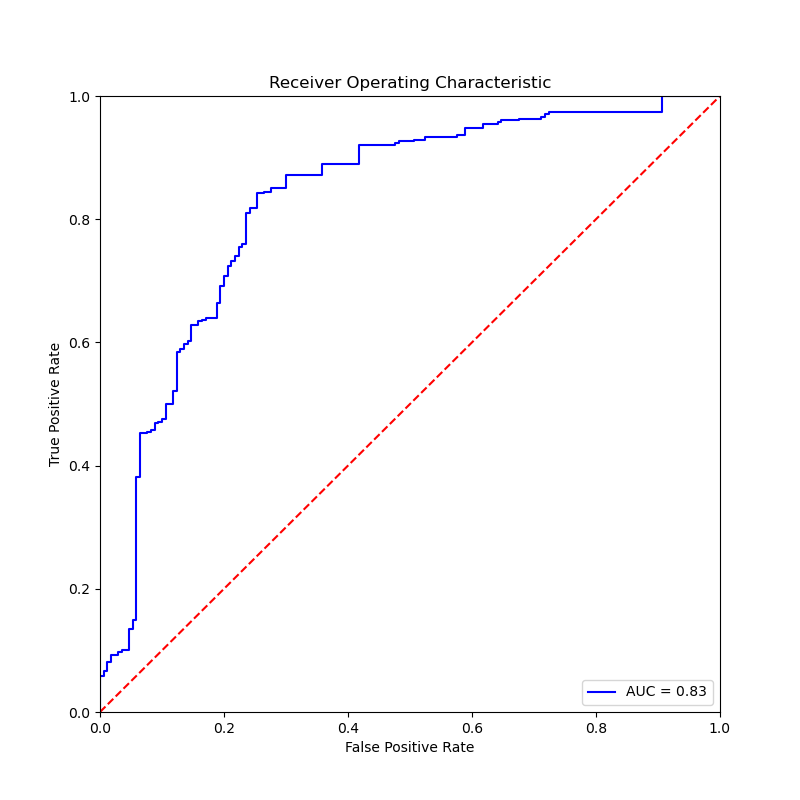 Receiver Operating Characteristic
1.0
0.8
0.6
0.4
0.2
0.0
True Positive Rate
AUC = 0.83
0.0 0.2 0.4 0.6 0.8 1.0
False Positive Rate